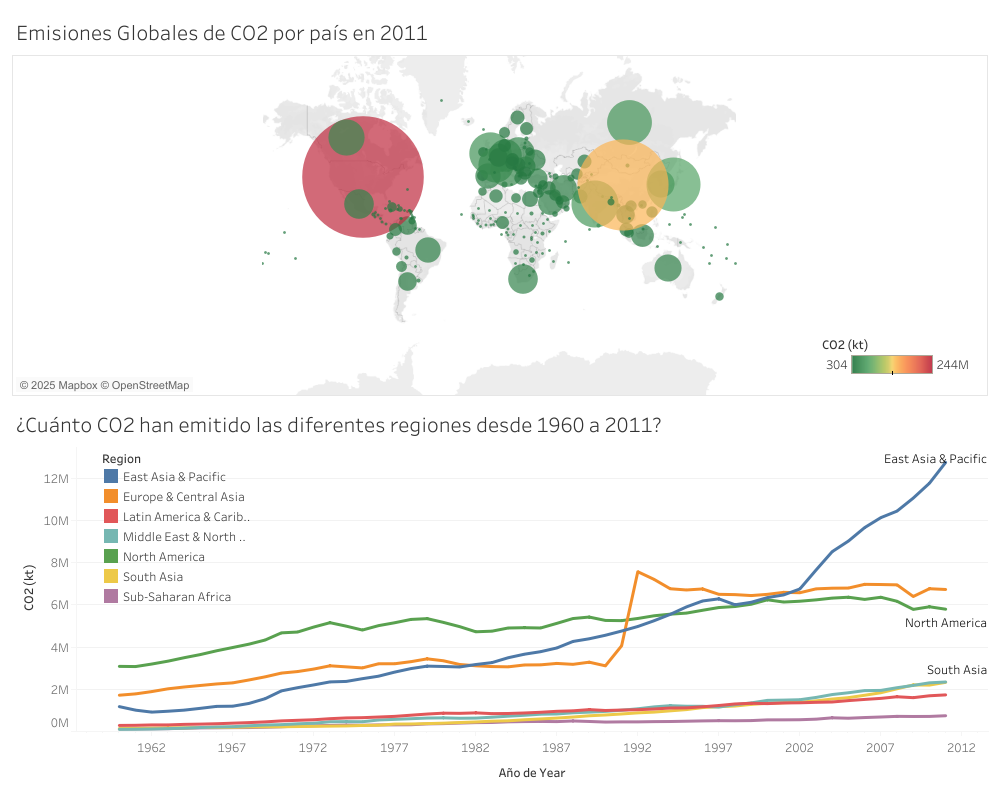 Emisiones Globales de CO2 por país en 2011
CO2 (kt)
304 244M
© 2025 Mapbox © OpenStreetMap
¿Cuánto CO2 han emitido las diferentes regiones desde 1960 a 2011?
Region
East Asia & Pacific
Europe & Central Asia
Latin America & Carib..
Middle East & North ..
North America
South Asia
Sub-Saharan Africa
East Asia & Pacific
North America
South Asia
CO2 (kt)
12M
10M
8M
6M
4M
2M
0M
1962 1967 1972 1977 1982 1987 1992 1997 2002 2007 2012
Año de Year